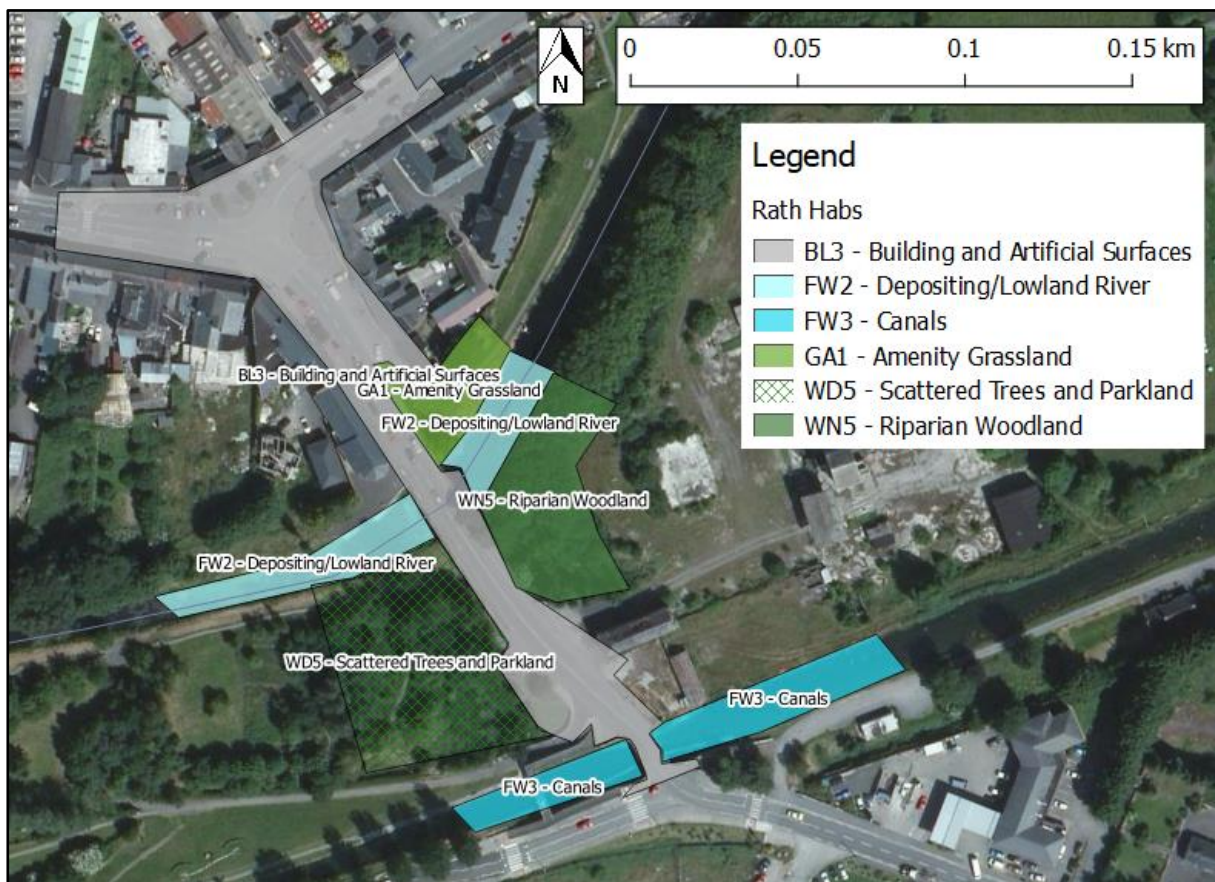 0 0.05 0.1 0.15 km
N
Legend
Rath Habs
BL3 - Building and Artificial Surfaces
FW2 - Depositing/Lowland River
FW3 - Canals
GA1 - Amenity Grassland
WD5 - Scattered Trees and Parkland
WN5 - Riparian Woodland
BL3 - Building and Artificial Surfaces
GA1 - Amenity Grassland
FW2 - Depositing/Lowland River
WN5 - Riparian Woodland
FW2 - Depositing/Lowland River
WD5 - Scattered Trees and Parkland
FW3 - Canals
FW3 - Canals